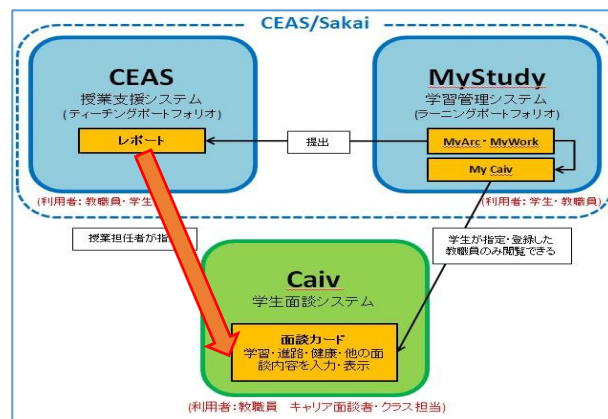 CEAS/Sakai
CEAS
授業支援システム
(ティーチングポートフォリオ)
レポート
MyStudy
学習管理システム
(ラーニングポートフォリオ)
提出
MyArc・MyWork
My Caiv
(利用者:教職員・学生
(利用者:学生・教職員)
授業担任者が指
学生が指定・登録した
教職員のみ閲覧できる
Caiv
学生面談システム
面談カード
学習・進路・健康・他の面
談内容を入力・表示
(利用者:教職員 キャリア面談者・クラス担当)